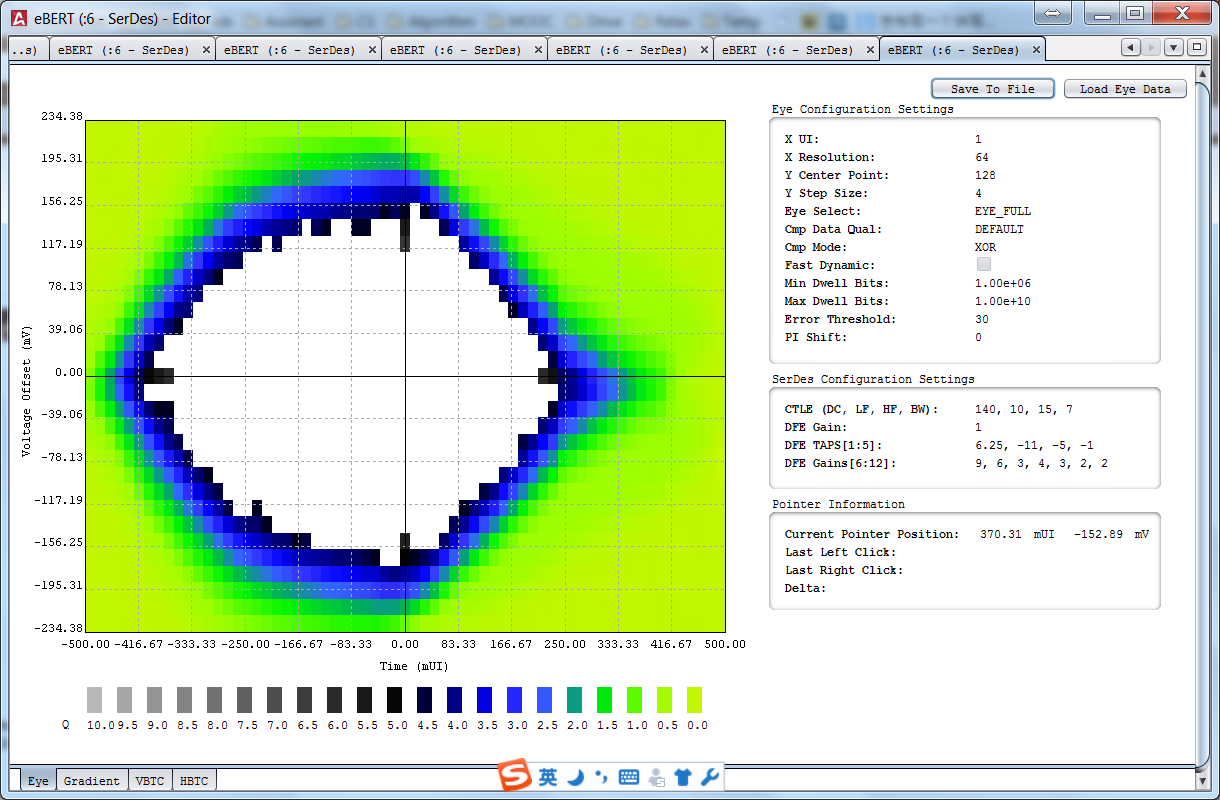 eBERT (:6 - SerDes) - Editor
..s) eBERT (:6 - SerDes) eBERT (:6 - SerDes) eBERT (:6 - SerDes) eBERT (:6 - SerDes) eBERT (:6 - SerDes) eBERT (:6 - SerDes)
Save To File Load Eye Data
234.38
195.31
156.25
117.19
78.13
39.06
0.00
-39.06
-78.13
-117.19
-156.25
-195.31
-234.38
Voltage Offset (mV)
-500.00 -416.67 -333.33 -250.00 -166.67 -83.33 0.00 83.33 166.67 250.00 333.33 416.67 500.00
Time (mUI)
Q 10.0 9.5 9.0 8.5 8.0 7.5 7.0 6.5 6.0 5.5 5.0 4.5 4.0 3.5 3.0 2.5 2.0 1.5 1.0 0.5 0.0
Eye Configuration Settings
X UI: 1
X Resolution: 64
Y Center Point: 128
Y Step Size: 4
Eye Select: EYE_FULL
Cmp Data Qual: DEFAULT
Cmp Mode: XOR
Fast Dynamic:
Min Dwell Bits: 1.00e+06
Max Dwell Bits: 1.00e+10
Error Threshold: 30
PI Shift: 0
SerDes Configuration Settings
CTLE (DC, LF, HF, BW): 140, 10, 15, 7
DFE Gain: 1
DFE TAPS[1:5]: 6.25, -11, -5, -1
DFE Gains[6:12]: 9, 6, 3, 4, 3, 2, 2
Pointer Information
Current Pointer Position: 370.31 mUI -152.89 mV
Last Left Click:
Last Right Click:
Delta:
Eye Gradient VBTC HBTC
英